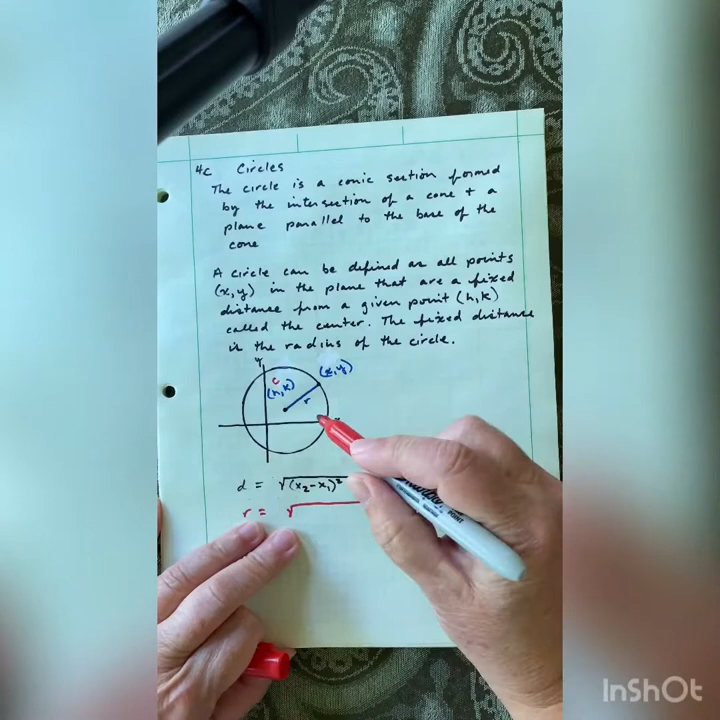 4c Circles
The circle is a conic section formed
by the intersection of a cone + a
plane parallel to the base of the
cone
A circle can be defined as all points
(x,y) in the plane that are a fixed
distance from a given point (h,k)
called the center. The fixed distance
is the radius of the circle.
y
c
(x,y)
(h,k)
r
d = √(x₂-x₁)²
r = √
POINT
InShOt